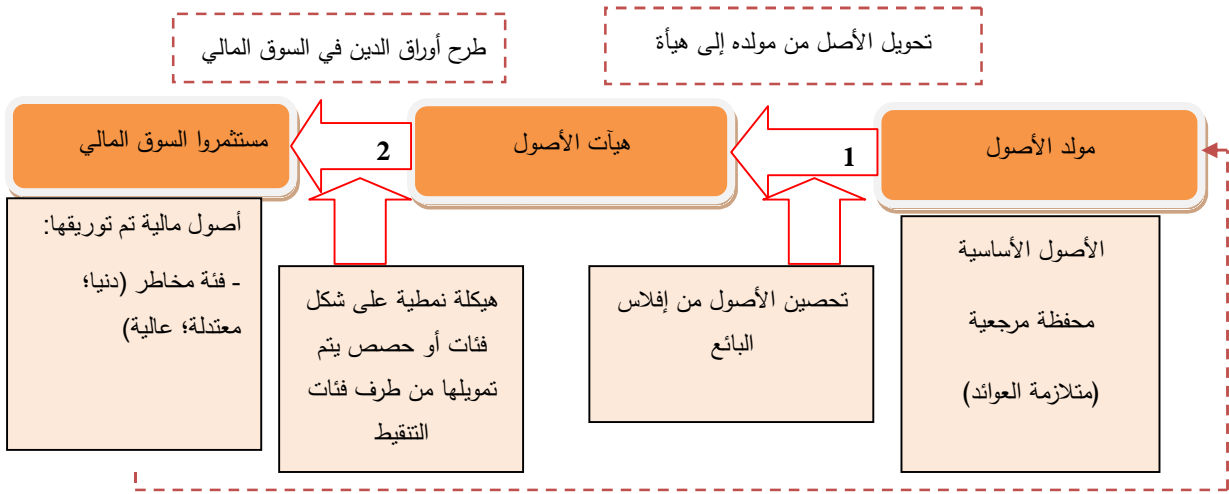 تحويل الأصل من مولده إلى هيأة
طرح أوراق الدين في السوق المالي
مولد الأصول
1
هيآت الأصول
2
مستثمروا السوق المالي
الأصول الأساسية
محفظة مرجعية
(متلازمة العوائد)
تحصين الأصول من إفلاس
البائع
هيكلة نمطية على شكل
فئات أو حصص يتم
تمويلها من طرف فئات
التنقيط
أصول مالية تم توريقها:
- فئة مخاطر (دنيا؛
معتدلة؛ عالية)